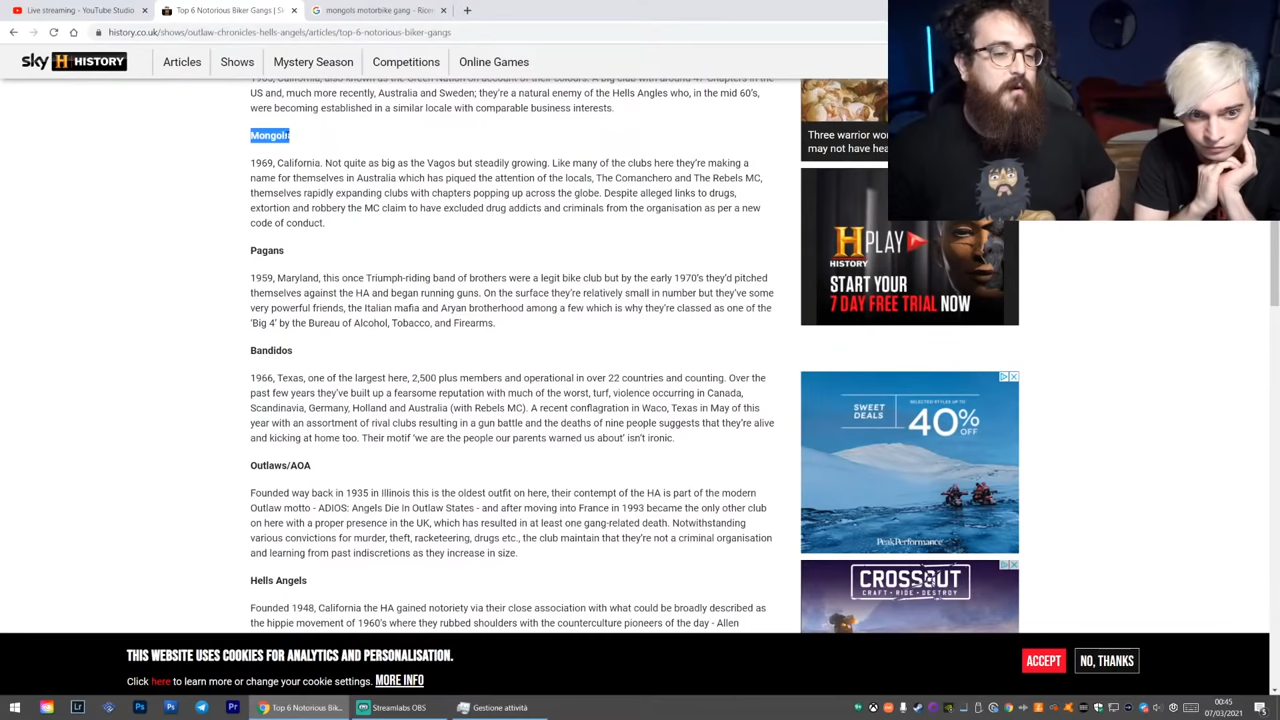 Live streaming - YouTube Studio
Top 6 Notorious Biker Gangs | Sk
mongols motorbike gang - Ricer
history.co.uk/shows/outlaw-chronicles-hells-angels/articles/top-6-notorious-biker-gangs
sky H HISTORY
Articles
Shows
Mystery Season
Competitions
Online Games
US and, much more recently, Australia and Sweden; they're a natural enemy of the Hells Angles who, in the mid 60's,
were becoming established in a similar locale with comparable business interests.
Mongols
1969, California. Not quite as big as the Vagos but steadily growing. Like many of the clubs here they're making a
name for themselves in Australia which has piqued the attention of the locals, The Comanchero and The Rebels MC,
themselves rapidly expanding clubs with chapters popping up across the globe. Despite alleged links to drugs,
extortion and robbery the MC claim to have excluded drug addicts and criminals from the organisation as per a new
code of conduct.
Pagans
1959, Maryland, this once Triumph-riding band of brothers were a legit bike club but by the early 1970's they'd pitched
themselves against the HA and began running guns. On the surface they're relatively small in number but they've some
very powerful friends, the Italian mafia and Aryan brotherhood among a few which is why they're classed as one of the
'Big 4' by the Bureau of Alcohol, Tobacco, and Firearms.
Bandidos
1966, Texas, one of the largest here, 2,500 plus members and operational in over 22 countries and counting. Over the
past few years they've built up a fearsome reputation with much of the worst, turf, violence occurring in Canada,
Scandinavia, Germany, Holland and Australia (with Rebels MC). A recent conflagration in Waco, Texas in May of this
year with an assortment of rival clubs resulting in a gun battle and the deaths of nine people suggests that they're alive
and kicking at home too. Their motif 'we are the people our parents warned us about' isn't ironic.
Outlaws/AOA
Founded way back in 1935 in Illinois this is the oldest outfit on here, their contempt of the HA is part of the modern
Outlaw motto - ADIOS: Angels Die In Outlaw States - and after moving into France in 1993 became the only other club
on here with a proper presence in the UK, which has resulted in at least one gang-related death. Notwithstanding
various convictions for murder, theft, racketeering, drugs etc., the club maintain that they're not a criminal organisation
and learning from past indiscretions as they increase in size.
Hells Angels
Founded 1948, California the HA gained notoriety via their close association with what could be broadly described as
the hippie movement of 1960's where they rubbed shoulders with the counterculture pioneers of the day - Allen
Three warrior wo
may not have hea
H PLAY
HISTORY
START YOUR
7 DAY FREE TRIAL NOW
SWEET
DEALS
SELECTED STYLES UP TO
40%
OFF
PeakPerformance
CROSSOUT
CRAFT • RIDE • DESTROY
THIS WEBSITE USES COOKIES FOR ANALYTICS AND PERSONALISATION.
Click here to learn more or change your cookie settings. MORE INFO
ACCEPT
NO, THANKS
Top 6 Notorious Bik...
Streamlabs OBS
Gestione attività
00:45
07/03/2021